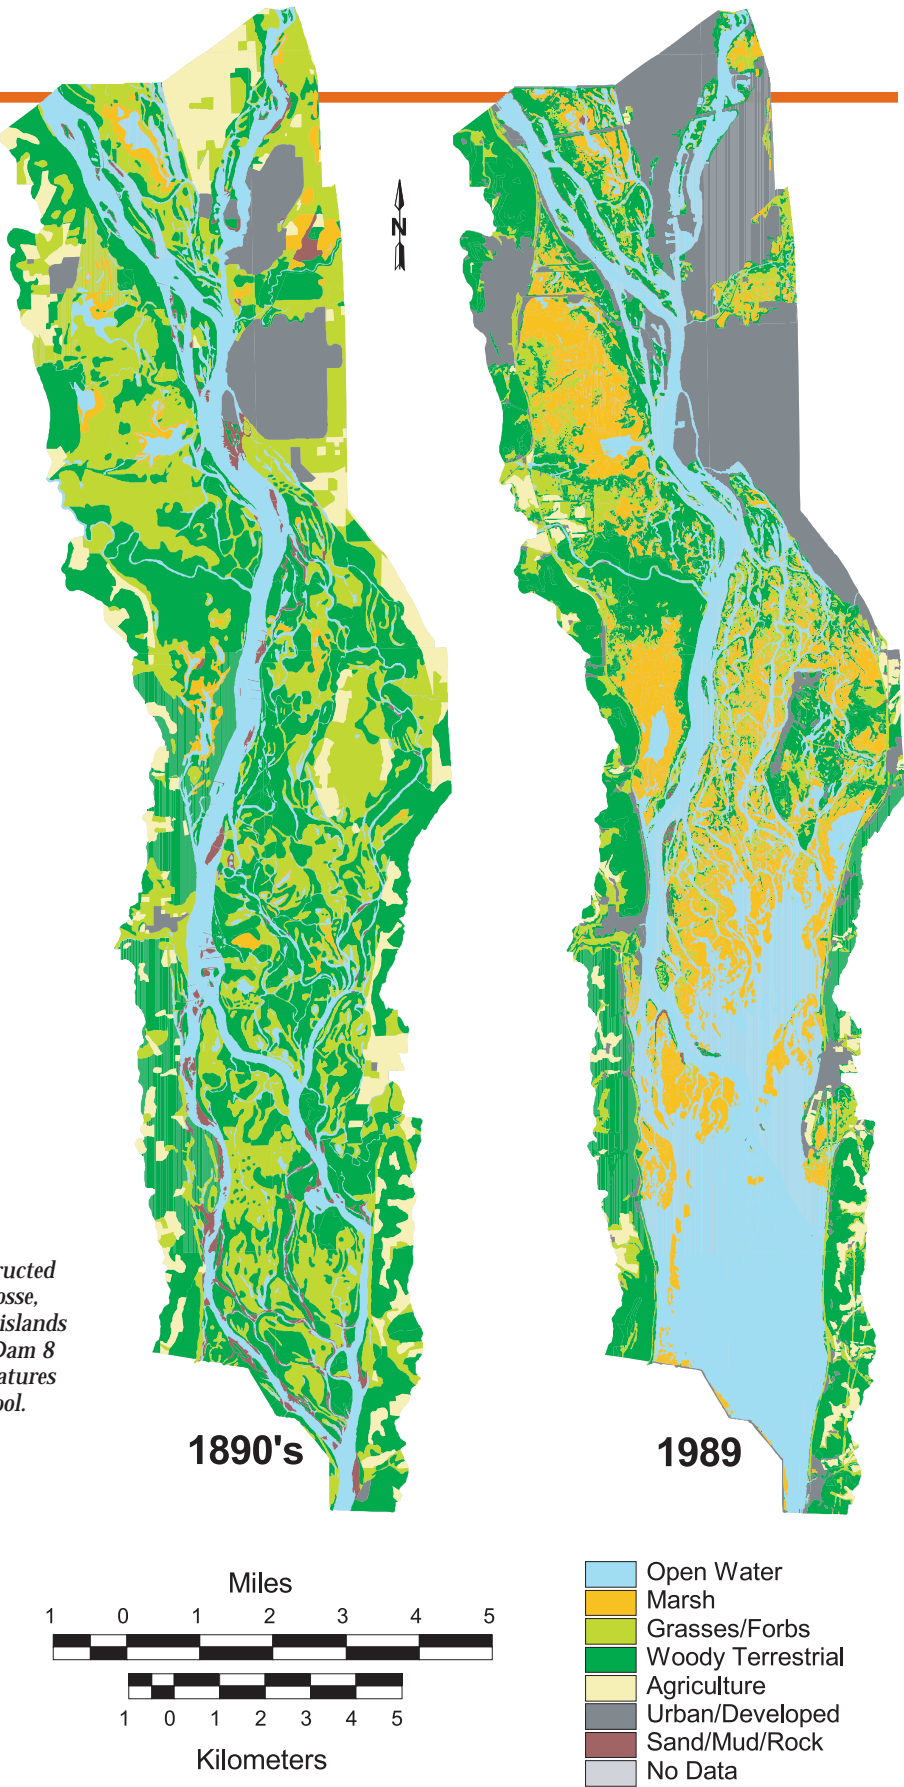 N
ructed
osse,
islands
Dam 8
atures
ool.
1890's
1989
Miles
1 0 1 2 3 4 5
1 0 1 2 3 4 5
Kilometers
Open Water
Marsh
Grasses/Forbs
Woody Terrestrial
Agriculture
Urban/Developed
Sand/Mud/Rock
No Data